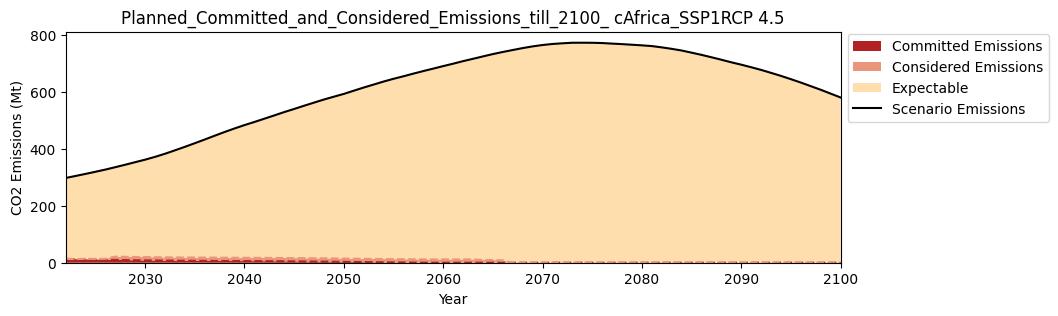 Planned_Committed_and_Considered_Emissions_till_2100_ cAfrica_SSP1RCP 4.5
Committed Emissions
Considered Emissions
Expectable
Scenario Emissions
CO2 Emissions (Mt)
800
600
400
200
0
2030 2040 2050 2060 2070 2080 2090 2100
Year